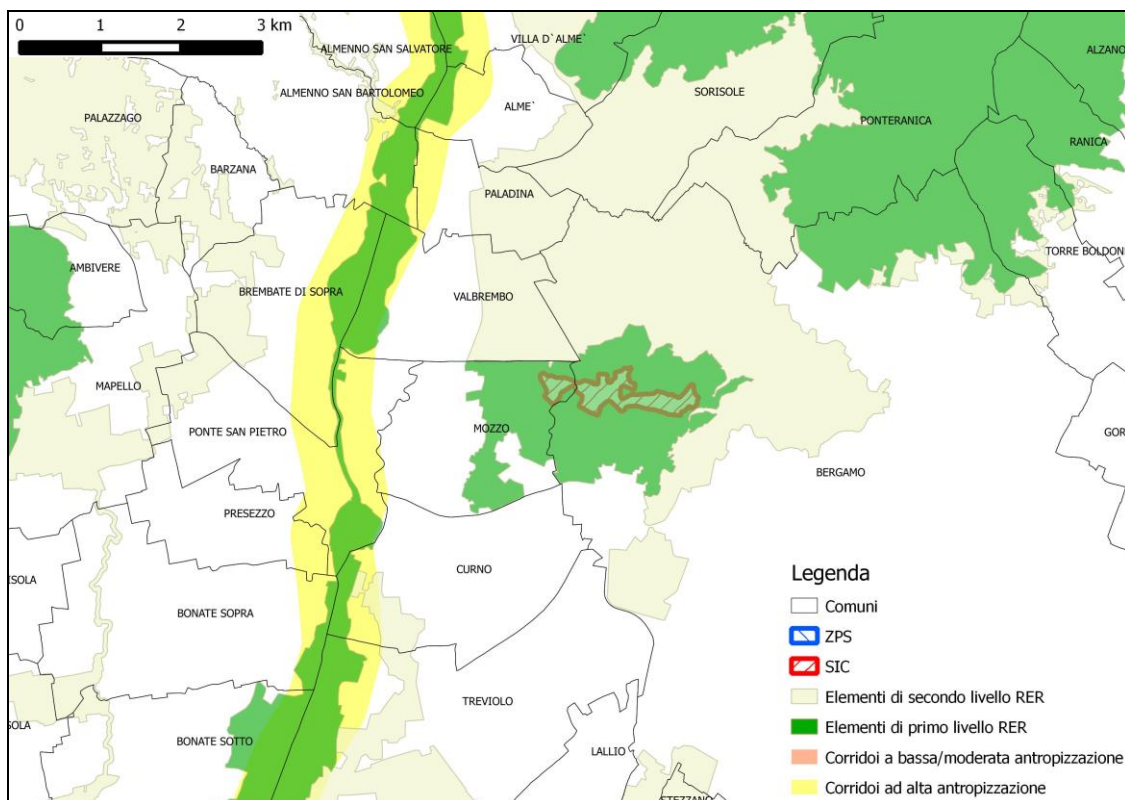 0 1 2 3 km
ALMENNO SAN SALVATORE
VILLA D`ALME`
ALZANO
ALMENNO SAN BARTOLOMEO
SORISOLE
ALME`
PALAZZAGO
PONTERANICA
RANICA
BARZANA
PALADINA
TORRE BOLDON
AMBIVERE
BREMBATE DI SOPRA
VALBREMBO
MAPELLO
PONTE SAN PIETRO
MOZZO
GOR
BERGAMO
PRESEZZO
CURNO
ISOLA
BONATE SOPRA
TREVIOLO
SOLA
BONATE SOTTO
LALLIO
STEZZANO
Legenda
Comuni
ZPS
SIC
Elementi di secondo livello RER
Elementi di primo livello RER
Corridoi a bassa/moderata antropizzazione
Corridoi ad alta antropizzazione